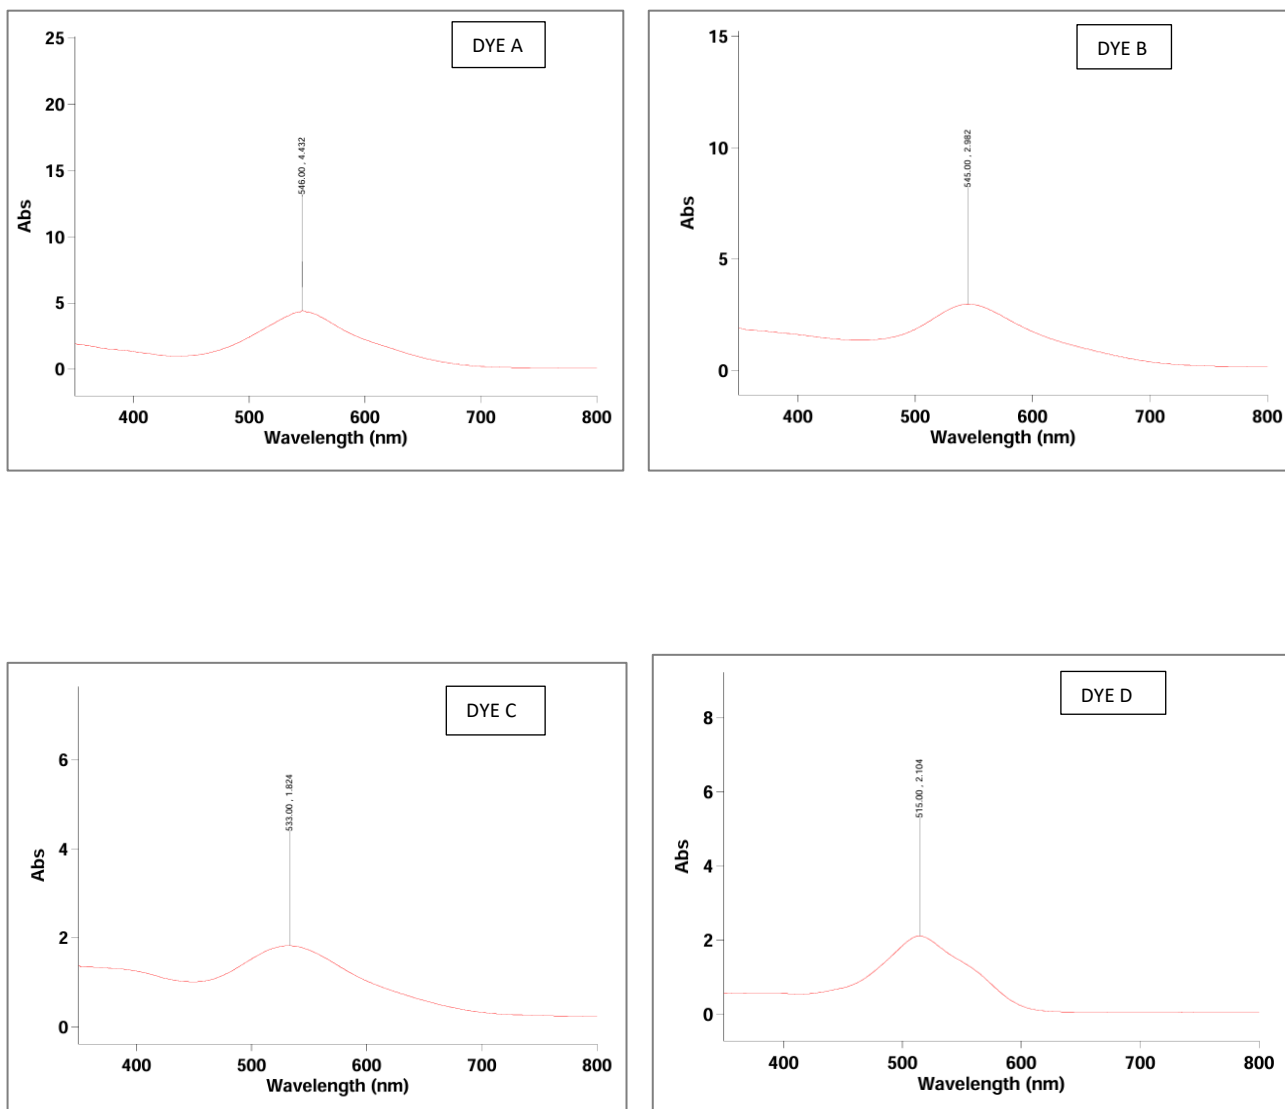 DYE A
25
20
15
10
5
0
Abs
546.00 , 4.432
400 500 600 700 800
Wavelength (nm)
DYE B
15
10
5
0
Abs
545.00 , 2.982
400 500 600 700 800
Wavelength (nm)
DYE C
6
4
2
0
Abs
533.00 , 1.824
400 500 600 700 800
Wavelength (nm)
DYE D
8
6
4
2
0
Abs
515.00 , 2.104
400 500 600 700 800
Wavelength (nm)